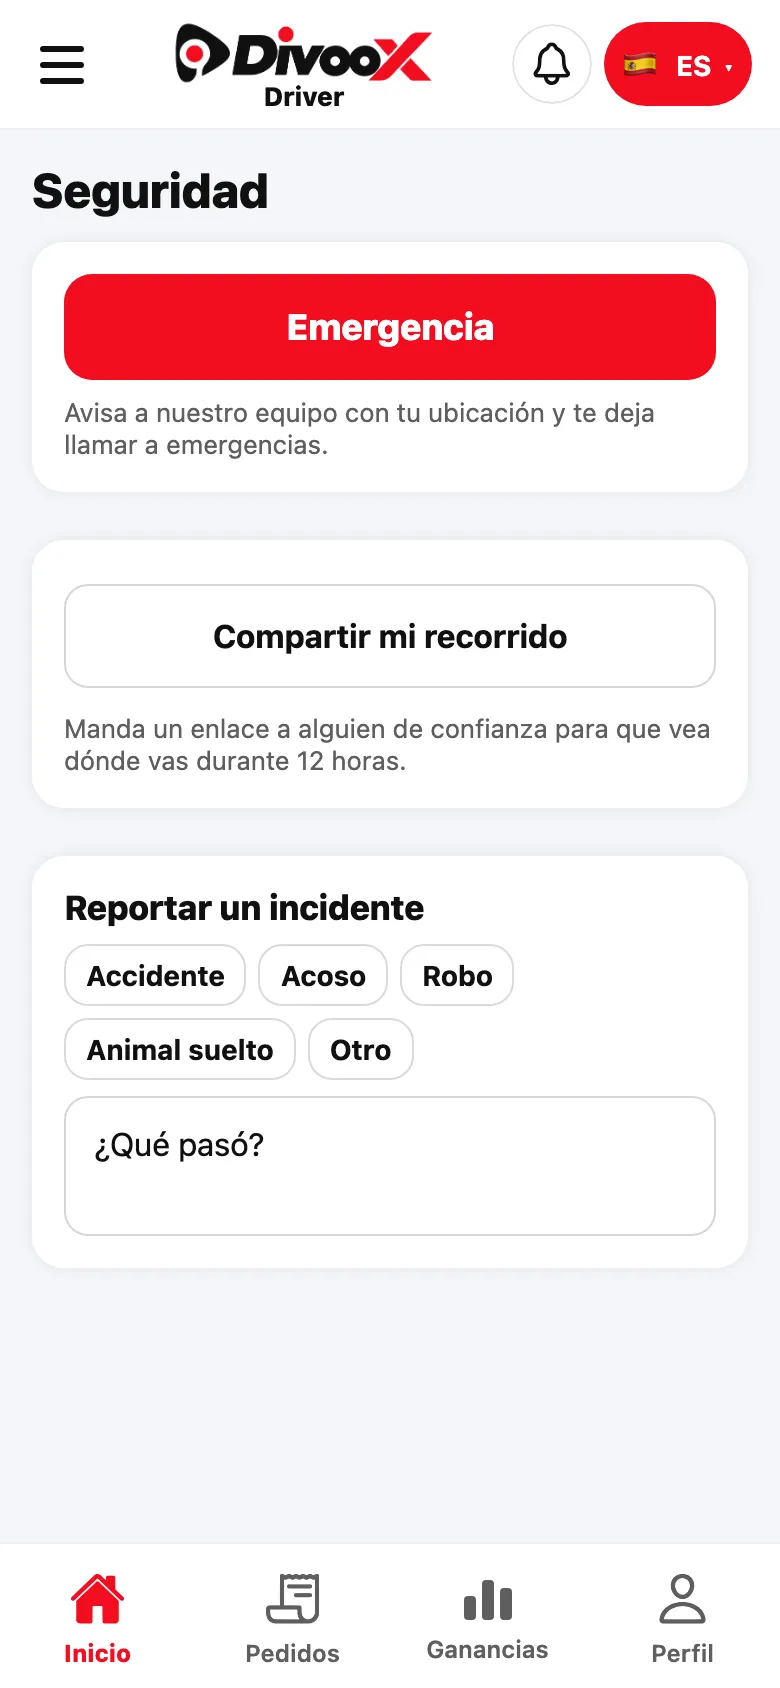 DivooX
Driver
ES
Seguridad
Emergencia
Avisa a nuestro equipo con tu ubicación y te deja
llamar a emergencias.
Compartir mi recorrido
Manda un enlace a alguien de confianza para que vea
dónde vas durante 12 horas.
Reportar un incidente
Accidente
Acoso
Robo
Animal suelto
Otro
¿Qué pasó?
Inicio
Pedidos
Ganancias
Perfil